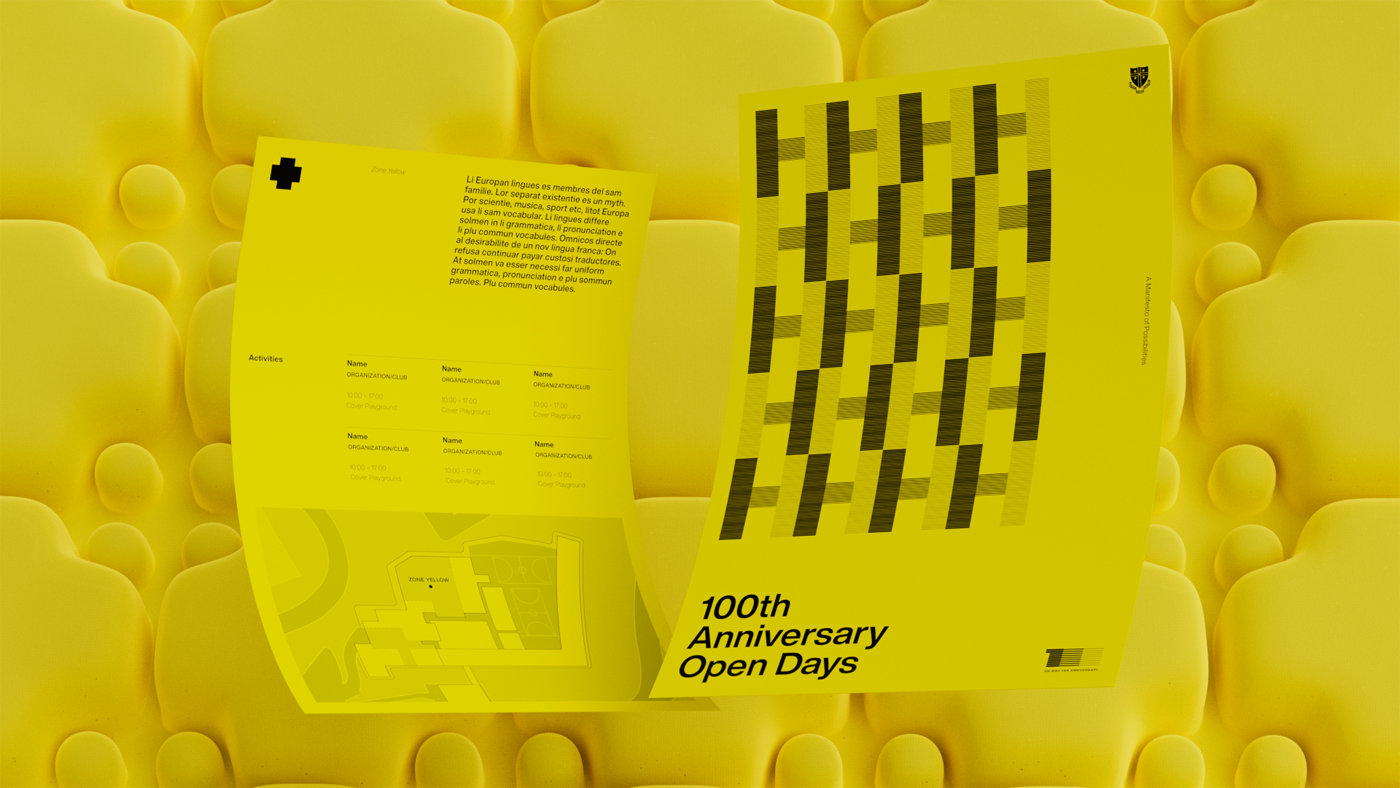 Zone Yellow
Li Europan lingues es membres del sam
familie. Lor separat existentie es un myth.
Por scientie, musica, sport etc, litot Europa
usa li sam vocabular. Li lingues differe
solmen in li grammatica, li pronunciation e
li plu commun vocabules. Omnicos directe
al desirabilite de un nov lingua franca: On
refusa continuar payar custosi traductores.
At solmen va esser necessi far uniform
grammatica, pronunciation e plu sommun
paroles. Plu commun vocabules.
Activities
Name
ORGANIZATION/CLUB
10:00 – 17:00
Cover Playground
Name
ORGANIZATION/CLUB
10:00 – 17:00
Cover Playground
Name
ORGANIZATION/CLUB
10:00 – 17:00
Cover Playground
Name
ORGANIZATION/CLUB
10:00 – 17:00
Cover Playground
Name
ORGANIZATION/CLUB
10:00 – 17:00
Cover Playground
Name
ORGANIZATION/CLUB
10:00 – 17:00
Cover Playground
ZONE YELLOW
A Manifesto of Possibilities
100th
Anniversary
Open Days